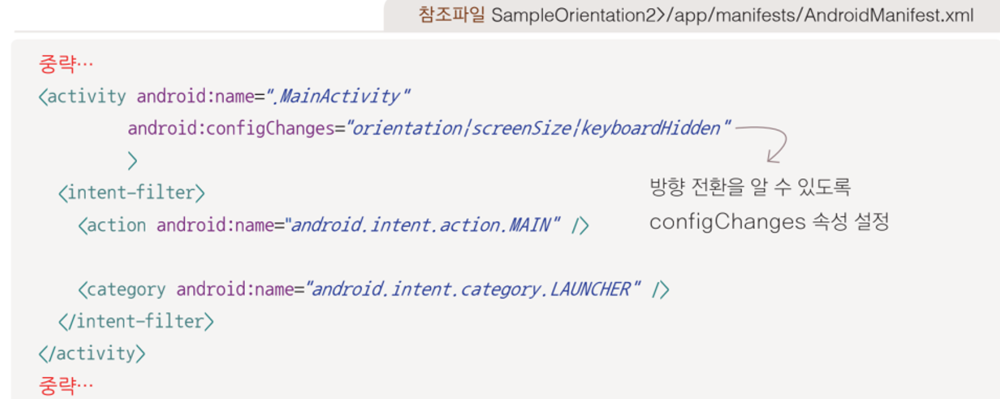 참조파일 SampleOrientation2>/app/manifests/AndroidManifest.xml
중략…
<activity android:name=".MainActivity"
android:configChanges="orientation|screenSize|keyboardHidden"
>
방향 전환을 알 수 있도록
configChanges 속성 설정
<intent-filter>
<action android:name="android.intent.action.MAIN" />
<category android:name="android.intent.category.LAUNCHER" />
</intent-filter>
</activity>
중략…